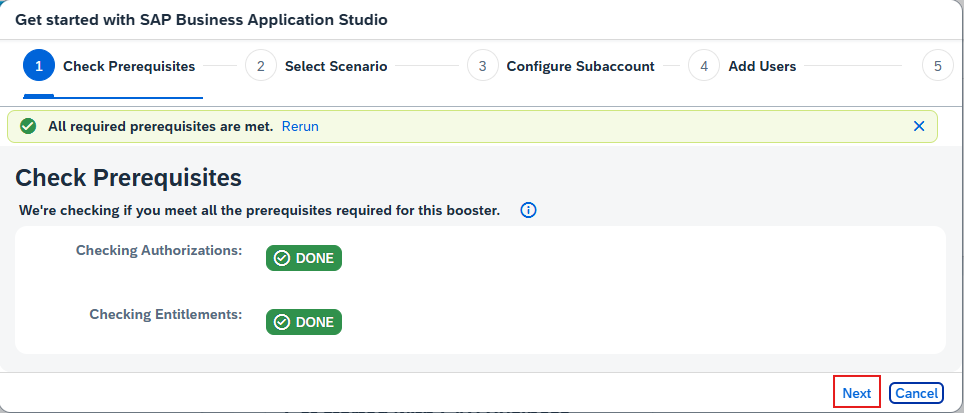 Get started with SAP Business Application Studio
1 Check Prerequisites 2 Select Scenario 3 Configure Subaccount 4 Add Users 5
All required prerequisites are met. Rerun
Check Prerequisites
We're checking if you meet all the prerequisites required for this booster.
Checking Authorizations: DONE
Checking Entitlements: DONE
Next Cancel